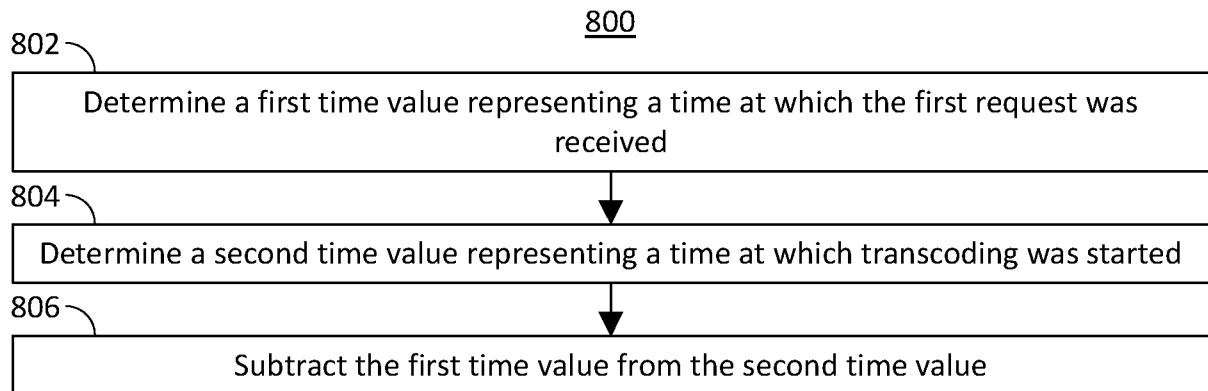 800
802
Determine a first time value representing a time at which the first request was
received
804
Determine a second time value representing a time at which transcoding was started
806
Subtract the first time value from the second time value